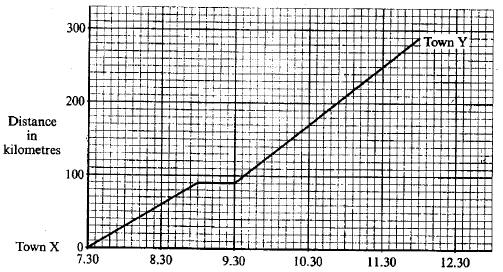 300
Town Y
200
Distance
in
kilometres
100
Town X
0
7.30 8.30 9.30 10.30 11.30 12.30